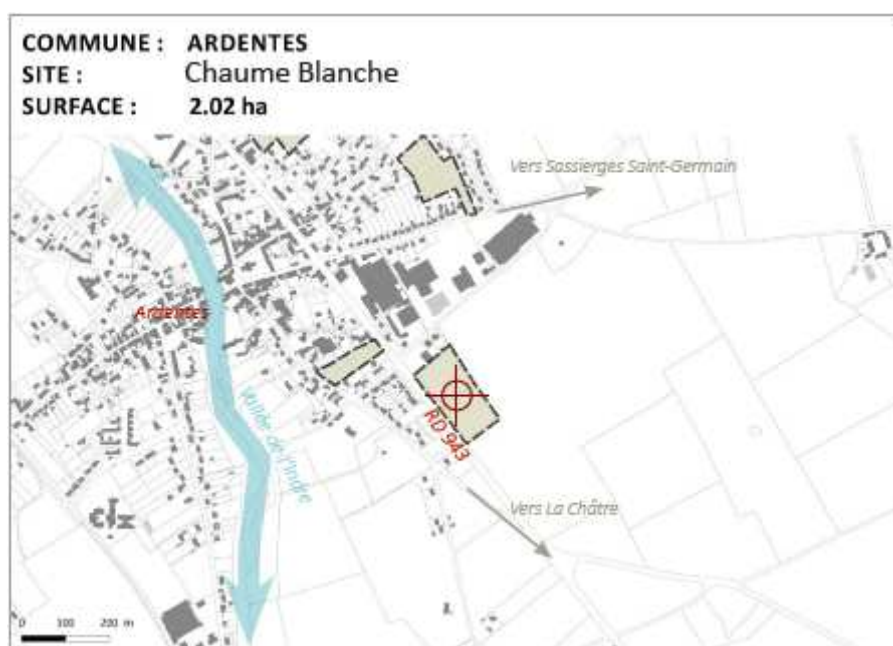 COMMUNE : ARDENTES
SITE : Chaume Blanche
SURFACE : 2.02 ha
Vers Sassierges Saint-Germain
Ardentes
Vallée de l'Indre
RD 943
Vers La Châtre
0 100 200 m